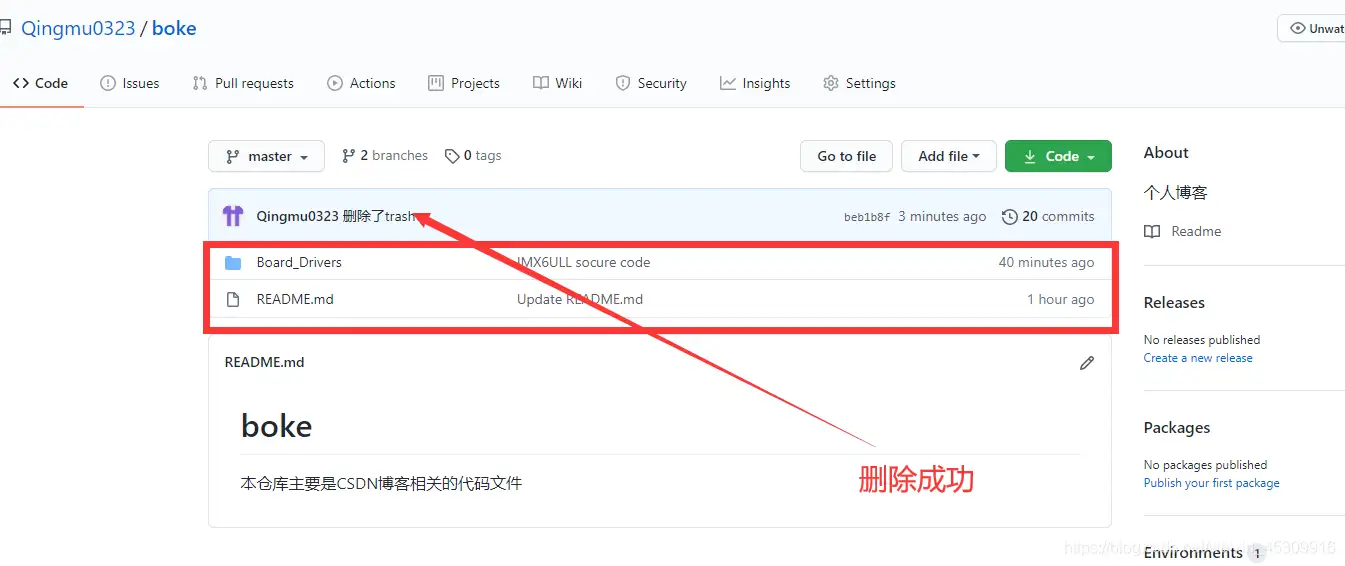 Qingmu0323 / boke
Unwat
Code Issues Pull requests Actions Projects Wiki Security Insights Settings
master 2 branches 0 tags Go to file Add file Code
Qingmu0323 删除了trash beb1b8f 3 minutes ago 20 commits
Board_Drivers IMX6ULL socure code 40 minutes ago
README.md Update README.md 1 hour ago
README.md
boke
本仓库主要是CSDN博客相关的代码文件
删除成功
About
个人博客
Readme
Releases
No releases published
Create a new release
Packages
No packages published
Publish your first package
Environments 1